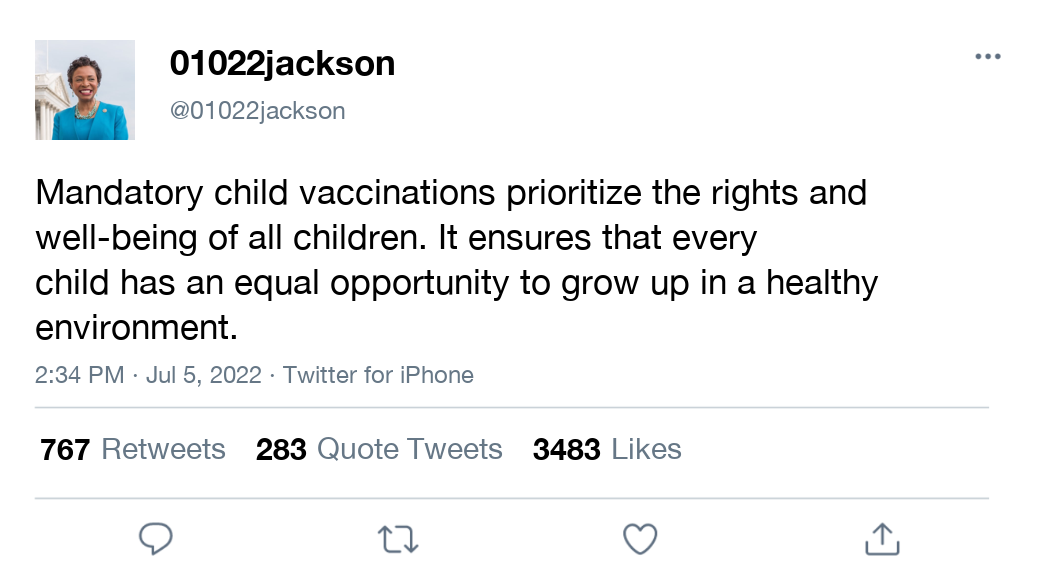 01022jackson
@01022jackson
Mandatory child vaccinations prioritize the rights and
well-being of all children. It ensures that every
child has an equal opportunity to grow up in a healthy
environment.
2:34 PM · Jul 5, 2022 · Twitter for iPhone
767 Retweets 283 Quote Tweets 3483 Likes